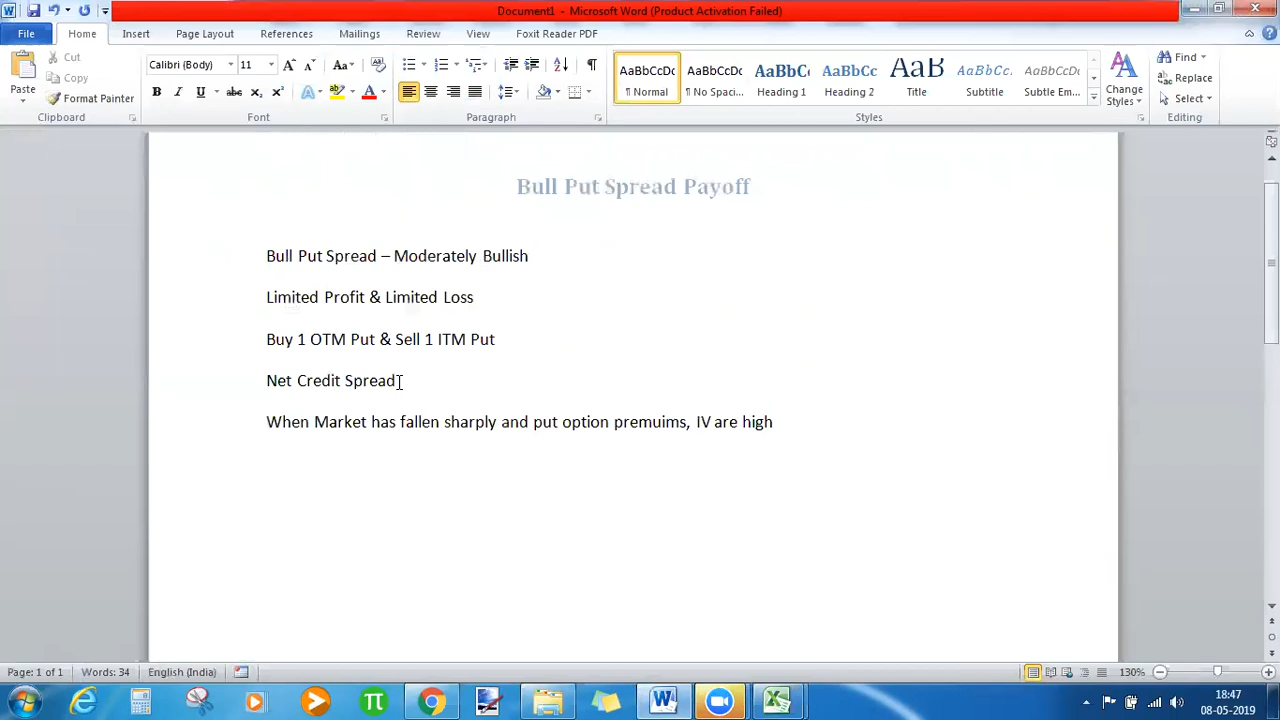 Document1 - Microsoft Word (Product Activation Failed)
File Home Insert Page Layout References Mailings Review View Foxit Reader PDF
Paste
Cut
Copy
Format Painter
Clipboard
Calibri (Body) 11
Font
Paragraph
AaBbCcDc
¶ Normal
AaBbCcDc
¶ No Spaci...
AaBbCc
Heading 1
AaBbCc
Heading 2
AaB
Title
AaBbCc.
Subtitle
AaBbCcDc
Subtle Em...
Change
Styles
Styles
Find
Replace
Select
Editing
Bull Put Spread Payoff
Bull Put Spread – Moderately Bullish
Limited Profit & Limited Loss
Buy 1 OTM Put & Sell 1 ITM Put
Net Credit Spread
When Market has fallen sharply and put option premuims, IV are high
Page: 1 of 1 Words: 34 English (India) 130%
18:47
08-05-2019